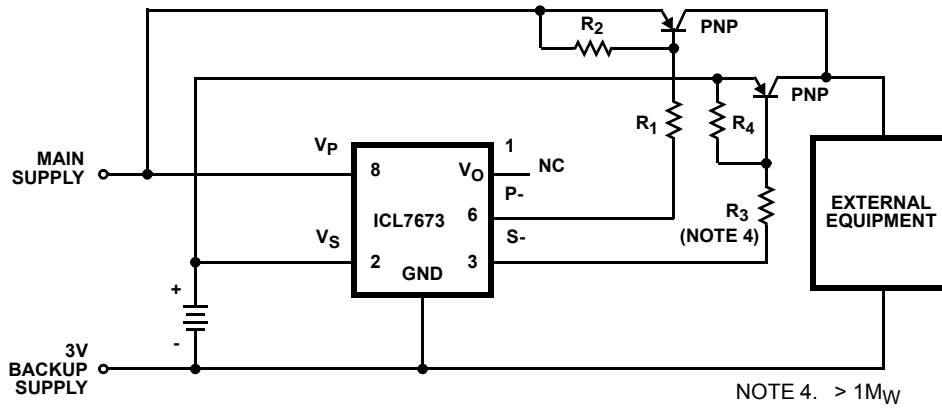 R2
PNP
PNP
R1
R4
MAIN
SUPPLY
VP
8
1
VO
NC
P-
ICL7673
6
R3
(NOTE 4)
EXTERNAL
EQUIPMENT
VS
S-
2
GND
3
+
-
3V
BACKUP
SUPPLY
NOTE 4. > 1MW